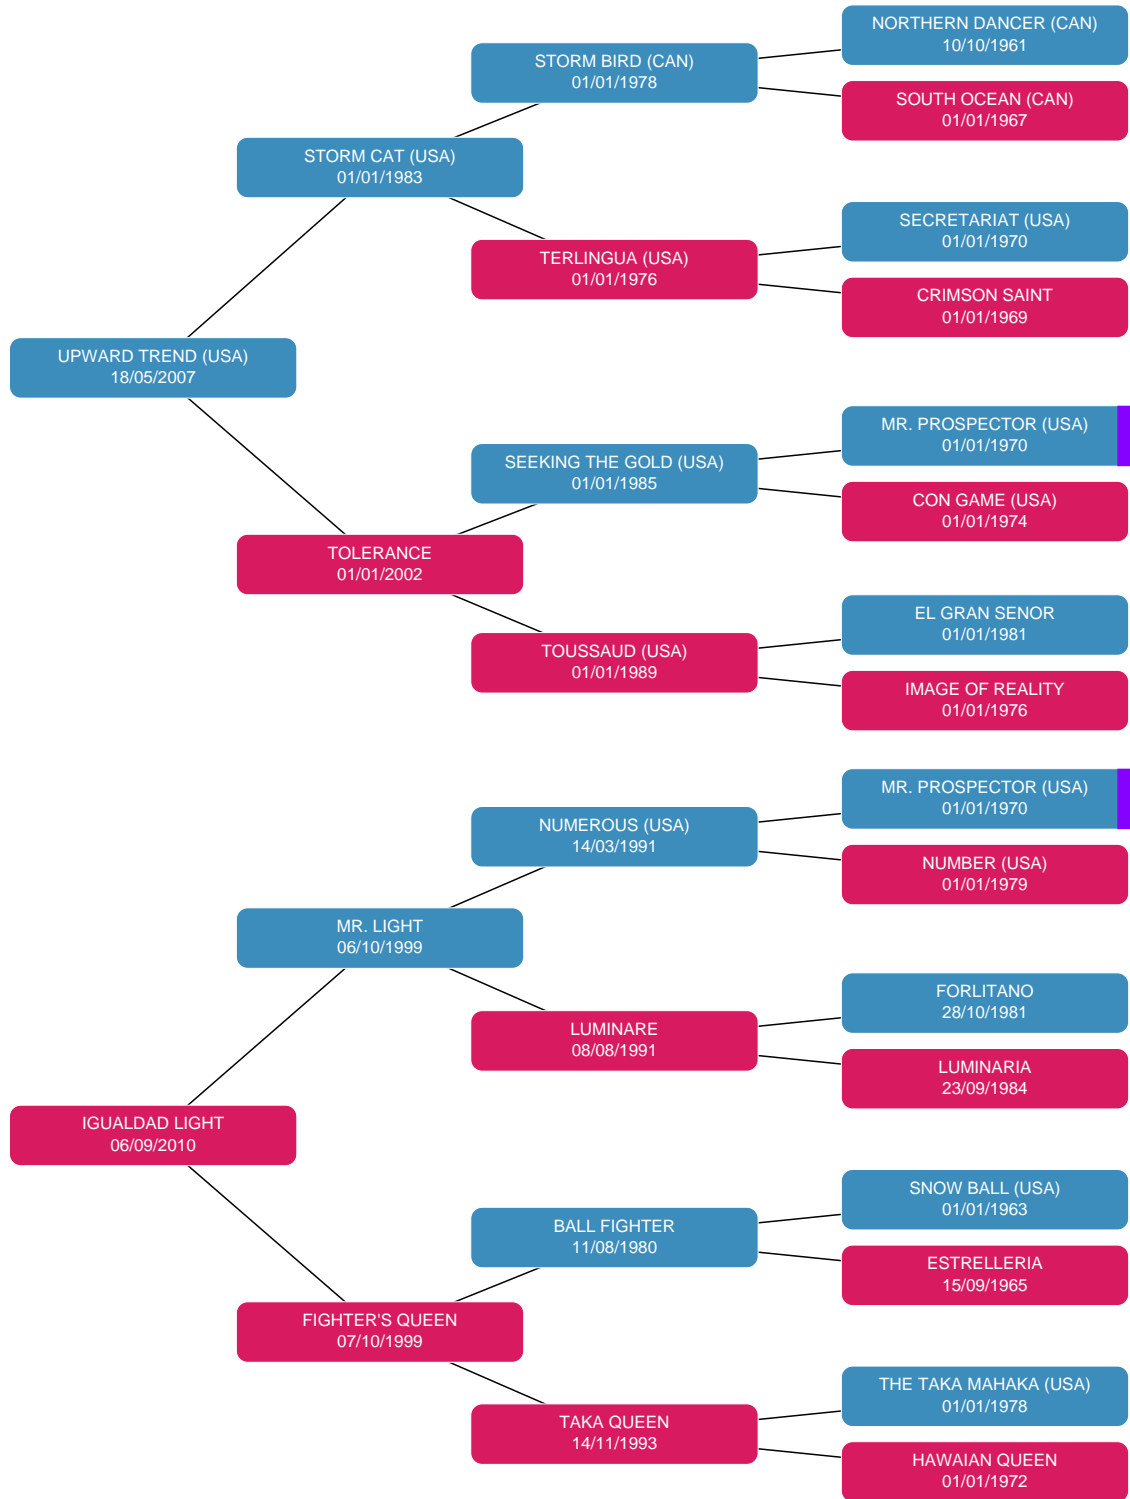 NORTHERN DANCER (CAN)
10/10/1961
STORM BIRD (CAN)
01/01/1978
SOUTH OCEAN (CAN)
01/01/1967
STORM CAT (USA)
01/01/1983
SECRETARIAT (USA)
01/01/1970
TERLINGUA (USA)
01/01/1976
CRIMSON SAINT
01/01/1969
UPWARD TREND (USA)
18/05/2007
MR. PROSPECTOR (USA)
01/01/1970
SEEKING THE GOLD (USA)
01/01/1985
CON GAME (USA)
01/01/1974
TOLERANCE
01/01/2002
EL GRAN SENOR
01/01/1981
TOUSSAUD (USA)
01/01/1989
IMAGE OF REALITY
01/01/1976
MR. PROSPECTOR (USA)
01/01/1970
NUMEROUS (USA)
14/03/1991
NUMBER (USA)
01/01/1979
MR. LIGHT
06/10/1999
FORLITANO
28/10/1981
LUMINARE
08/08/1991
LUMINARIA
23/09/1984
IGUALDAD LIGHT
06/09/2010
SNOW BALL (USA)
01/01/1963
BALL FIGHTER
11/08/1980
ESTRELLERIA
15/09/1965
FIGHTER'S QUEEN
07/10/1999
THE TAKA MAHAKA (USA)
01/01/1978
TAKA QUEEN
14/11/1993
HAWAIAN QUEEN
01/01/1972